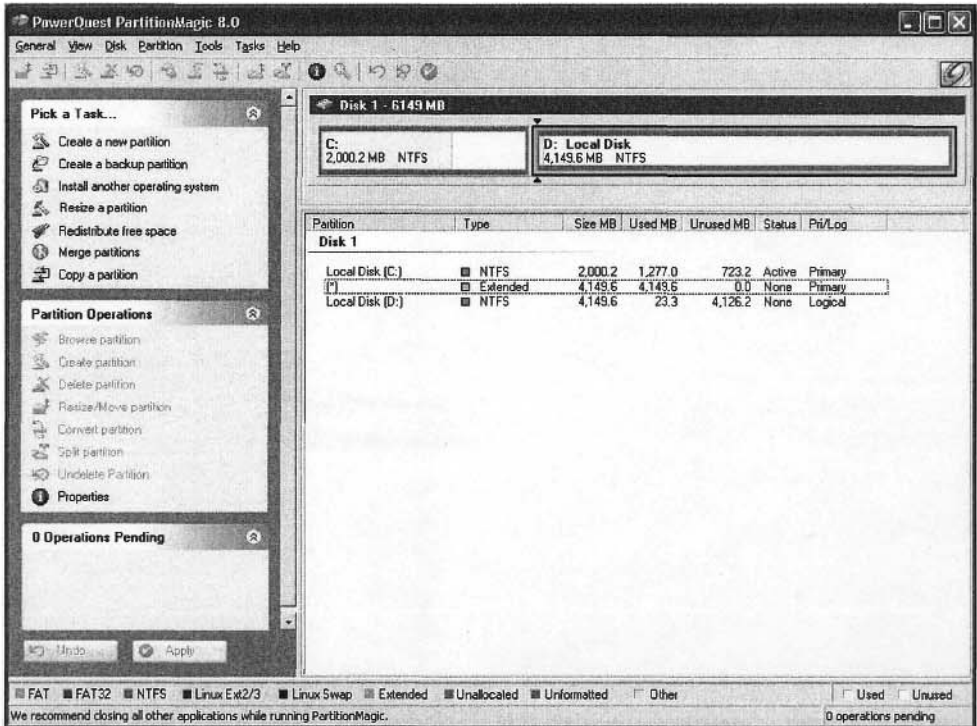 PowerQuest PartitionMagic 8.0
General View Disk Partition Tools Tasks Help
Pick a Task...
Create a new partition
Create a backup partition
Install another operating system
Resize a partition
Redistribute free space
Merge partitions
Copy a partition
Partition Operations
Browse partition
Create partition
Delete partition
Resize/Move partition
Convert partition
Split partition
Undelete Partition
Properties
0 Operations Pending
Undo
Apply
Disk 1 - 6149 MB
C:
2,000.2 MB NTFS
D: Local Disk
4,149.6 MB NTFS
Partition Type Size MB Used MB Unused MB Status Pri/Log
Disk 1
Local Disk (C:) NTFS 2,000.2 1,277.0 723.2 Active Primary
(*) Extended 4,149.6 4,149.6 0.0 None Primary
Local Disk (D:) NTFS 4,149.6 23.3 4,126.2 None Logical
FAT FAT32 NTFS Linux Ext2/3 Linux Swap Extended Unallocated Unformatted Other Used Unused
We recommend closing all other applications while running PartitionMagic. 0 operations pending